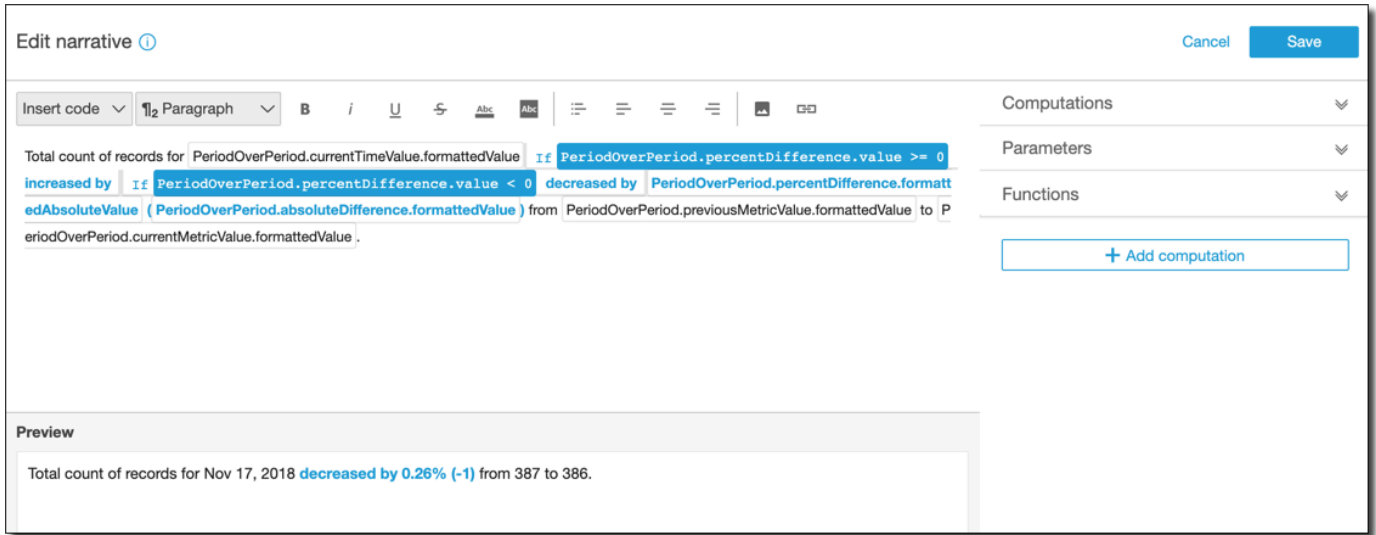 Edit narrative
Cancel
Save
Insert code
¶2 Paragraph
B i U S Abc Abc
Computations
Total count of records for PeriodOverPeriod.currentTimeValue.formattedValue If PeriodOverPeriod.percentDifference.value >= 0
Parameters
increased by If PeriodOverPeriod.percentDifference.value < 0 decreased by PeriodOverPeriod.percentDifference.formatt
Functions
edAbsoluteValue ( PeriodOverPeriod.absoluteDifference.formattedValue ) from PeriodOverPeriod.previousMetricValue.formattedValue to P
eriodOverPeriod.currentMetricValue.formattedValue .
+ Add computation
Preview
Total count of records for Nov 17, 2018 decreased by 0.26% (-1) from 387 to 386.